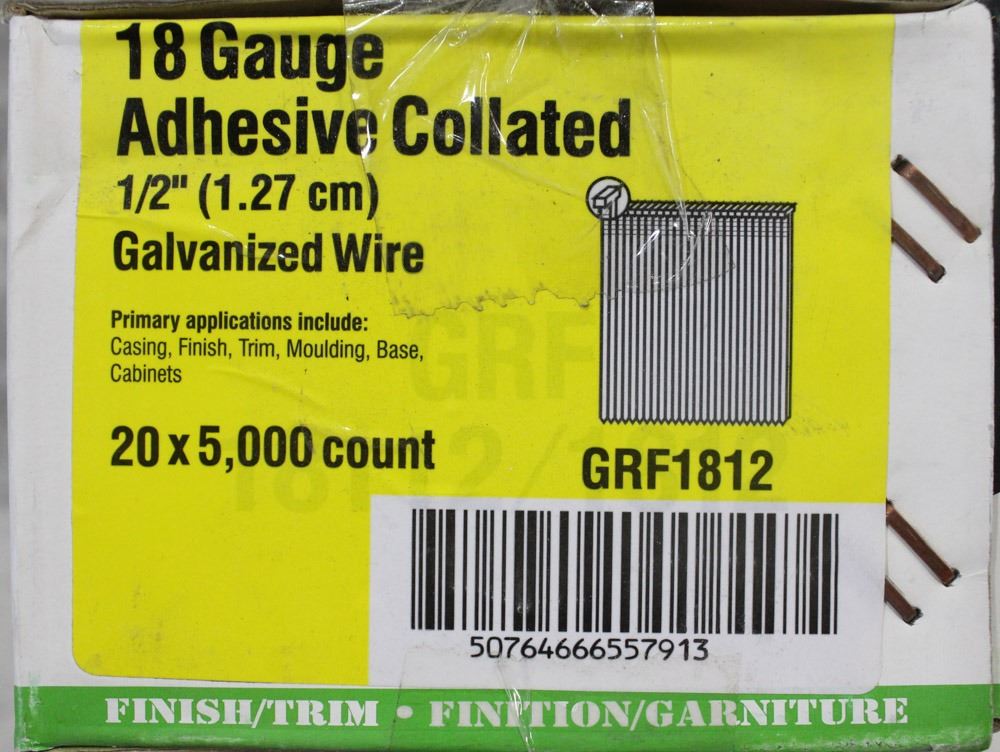 18 Gauge
Adhesive Collated
1/2" (1.27 cm)
Galvanized Wire
Primary applications include:
Casing, Finish, Trim, Moulding, Base,
Cabinets
GRF
20 x 5,000 count
GRF1812
50764666557913
FINISH/TRIM • FINITION/GARNITURE